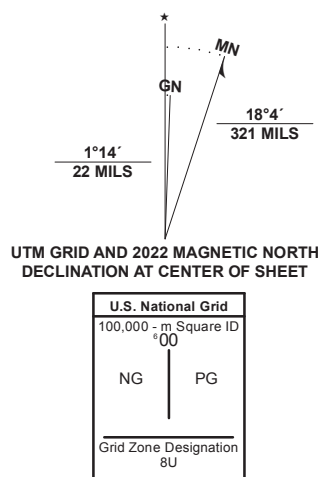 ★
MN
GN
18°4´
321 MILS
1°14´
22 MILS
UTM GRID AND 2022 MAGNETIC NORTH
DECLINATION AT CENTER OF SHEET
U.S. National Grid
100,000 - m Square ID
⁶00
NG PG
Grid Zone Designation
8U